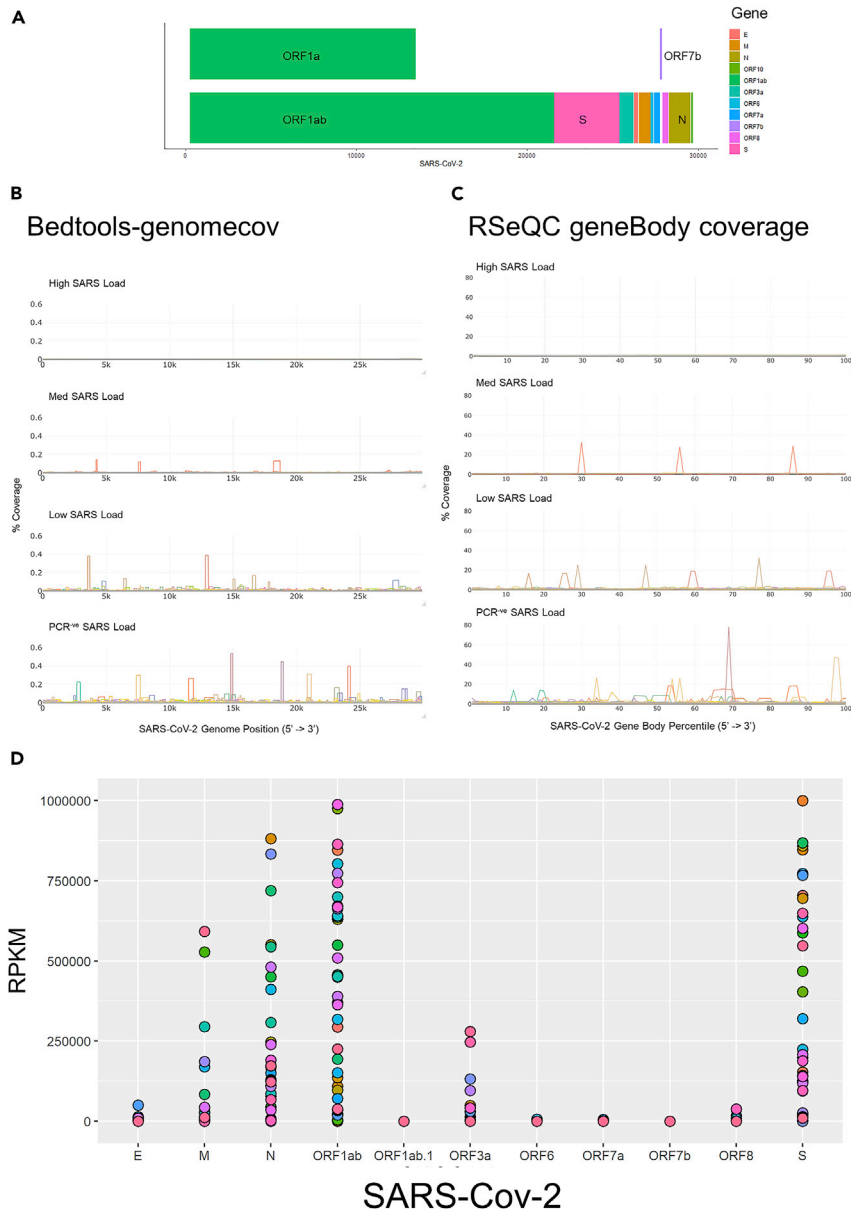 A
Gene
E
M
N
ORF10
ORF1ab
ORF3a
ORF6
ORF7a
ORF7b
ORF8
S
ORF1a
ORF7b
ORF1ab
S
N
0
10000
20000
30000
SARS-CoV-2
B
Bedtools-genomecov
% Coverage
High SARS Load
0.6
0.4
0.2
0
0
5k
10k
15k
20k
25k
Med SARS Load
0.6
0.4
0.2
0
0
5k
10k
15k
20k
25k
Low SARS Load
0.6
0.4
0.2
0
0
5k
10k
15k
20k
25k
PCR-ve SARS Load
0.6
0.4
0.2
0
0
5k
10k
15k
20k
25k
SARS-CoV-2 Genome Position (5' -> 3')
C
RSeQC geneBody coverage
% Coverage
High SARS Load
80
60
40
20
0
10
20
30
40
50
60
70
80
90
100
Med SARS Load
80
60
40
20
0
10
20
30
40
50
60
70
80
90
100
Low SARS Load
80
60
40
20
0
10
20
30
40
50
60
70
80
90
100
PCR-ve SARS Load
80
60
40
20
0
10
20
30
40
50
60
70
80
90
100
SARS-CoV-2 Gene Body Percentile (5' -> 3')
D
RPKM
1000000
750000
500000
250000
0
E
M
N
ORF1ab
ORF1ab.1
ORF3a
ORF6
ORF7a
ORF7b
ORF8
S
SARS-Cov-2